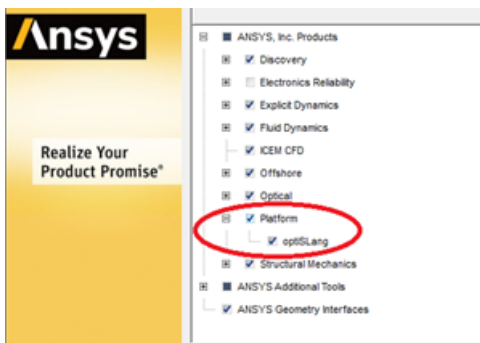 Ansys
Realize Your
Product Promise®
ANSYS, Inc. Products
Discovery
Electronics Reliability
Explicit Dynamics
Fluid Dynamics
ICEM CFD
Offshore
Optical
Platform
optiSLang
Structural Mechanics
ANSYS Additional Tools
ANSYS Geometry Interfaces